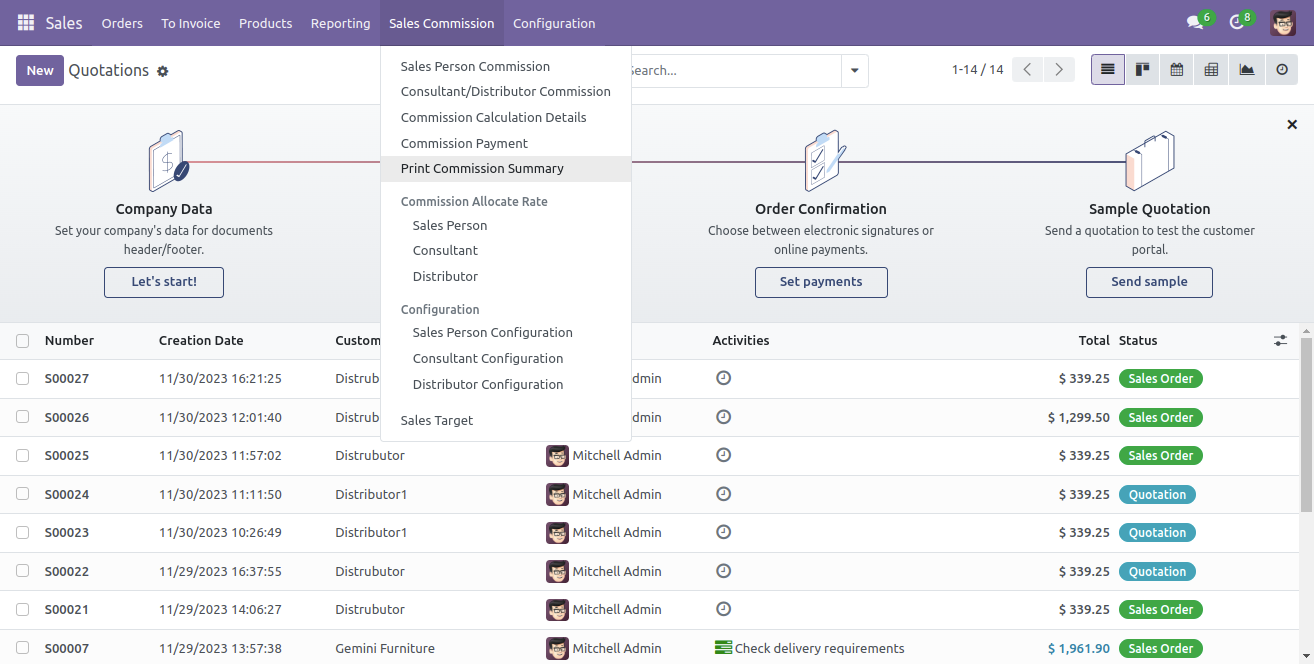 Sales Orders To Invoice Products Reporting Sales Commission Configuration 6 8
New Quotations Search... 1-14 / 14
Sales Person Commission
Consultant/Distributor Commission
Commission Calculation Details
Commission Payment
Print Commission Summary
Commission Allocate Rate
Sales Person
Consultant
Distributor
Configuration
Sales Person Configuration
Consultant Configuration
Distributor Configuration
Sales Target
Company Data
Set your company's data for documents
header/footer.
Let's start!
Order Confirmation
Choose between electronic signatures or
online payments.
Set payments
Sample Quotation
Send a quotation to test the customer
portal.
Send sample
Number Creation Date Custom Activities Total Status
S00027 11/30/2023 16:21:25 Distrub dmin $ 339.25 Sales Order
S00026 11/30/2023 12:01:40 Distrub dmin $ 1,299.50 Sales Order
S00025 11/30/2023 11:57:02 Distrubutor Mitchell Admin $ 339.25 Sales Order
S00024 11/30/2023 11:11:50 Distributor1 Mitchell Admin $ 339.25 Quotation
S00023 11/30/2023 10:26:49 Distributor1 Mitchell Admin $ 339.25 Quotation
S00022 11/29/2023 16:37:55 Distrubutor Mitchell Admin $ 339.25 Quotation
S00021 11/29/2023 14:06:27 Distrubutor Mitchell Admin $ 339.25 Sales Order
S00007 11/29/2023 13:57:38 Gemini Furniture Mitchell Admin Check delivery requirements $ 1,961.90 Sales Order